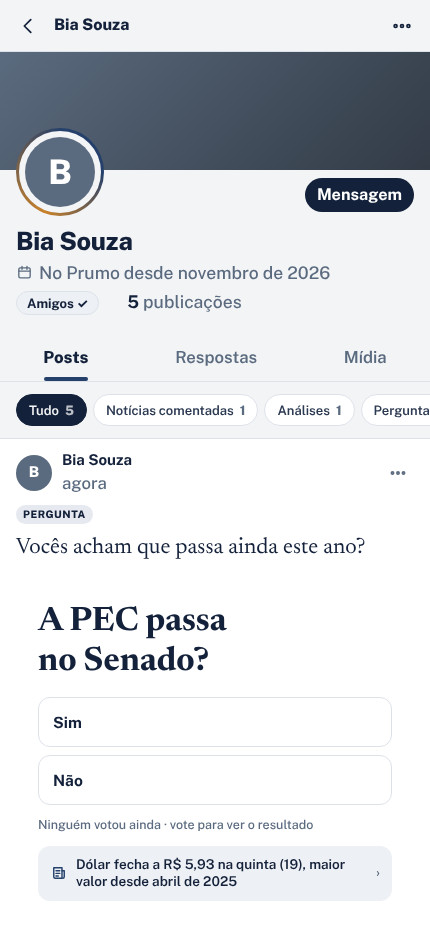 Bia Souza
B
Mensagem
Bia Souza
No Prumo desde novembro de 2026
Amigos ✓ 5 publicações
Posts Respostas Mídia
Tudo 5 Notícias comentadas 1 Análises 1 Pergunta
B
Bia Souza
agora
PERGUNTA
Vocês acham que passa ainda este ano?
A PEC passa
no Senado?
Sim
Não
Ninguém votou ainda · vote para ver o resultado
Dólar fecha a R$ 5,93 na quinta (19), maior
valor desde abril de 2025